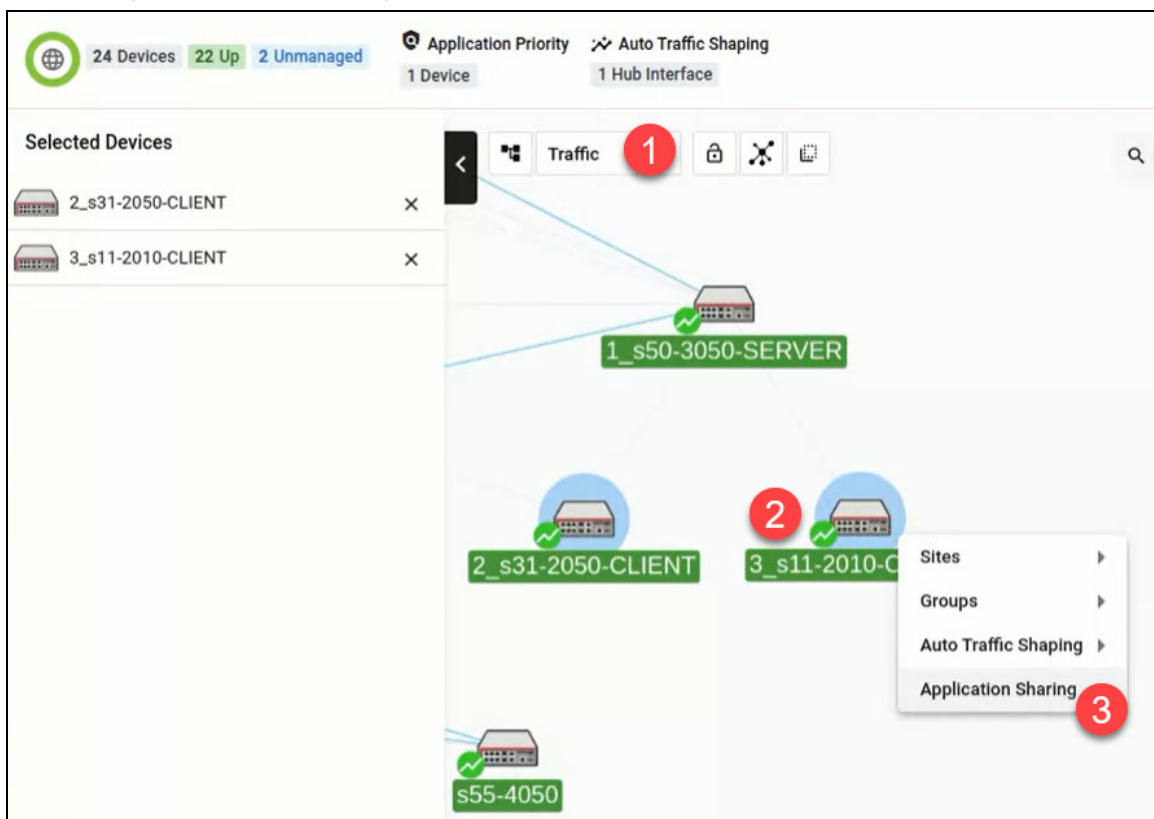 24 Devices 22 Up 2 Unmanaged
Application Priority
1 Device
Auto Traffic Shaping
1 Hub Interface
Selected Devices
2_s31-2050-CLIENT
3_s11-2010-CLIENT
Traffic
1
1_s50-3050-SERVER
2
2_s31-2050-CLIENT
3_s11-2010-C
Sites
Groups
Auto Traffic Shaping
Application Sharing
3
s55-4050